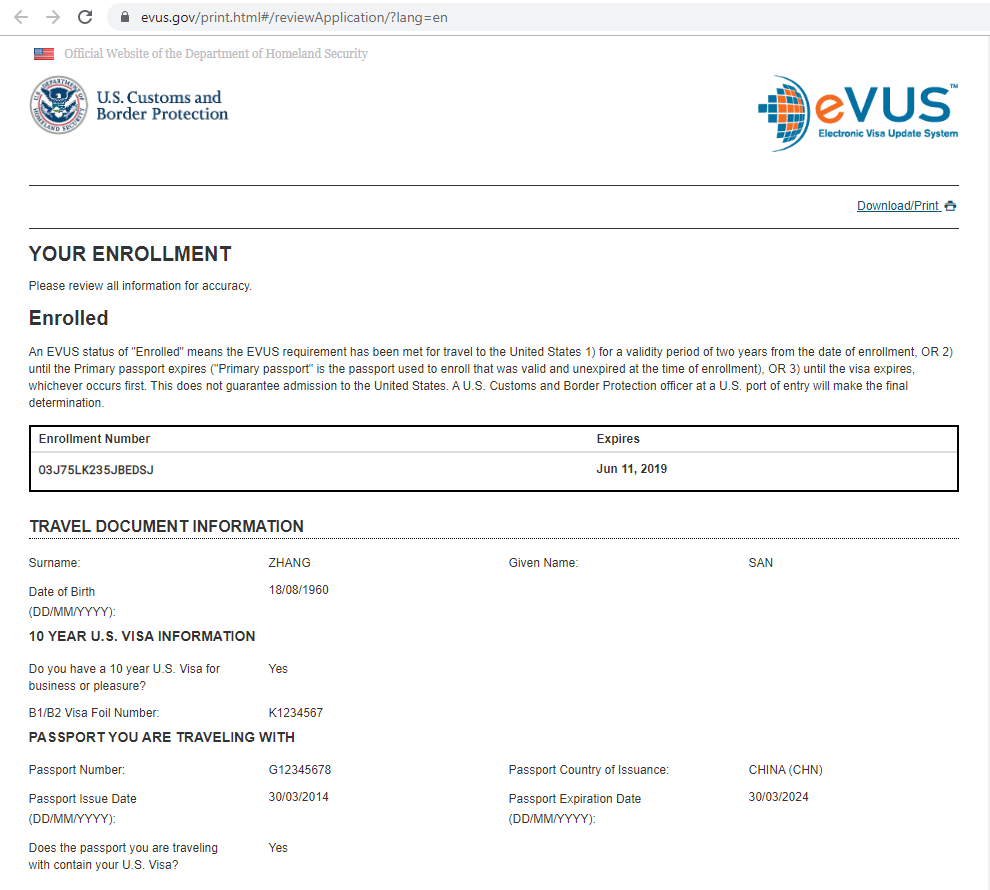 evus.gov/print.html#/reviewApplication/?lang=en
Official Website of the Department of Homeland Security
U.S. Customs and
Border Protection
eVUS™
Electronic Visa Update System
Download/Print
YOUR ENROLLMENT
Please review all information for accuracy.
Enrolled
An EVUS status of "Enrolled" means the EVUS requirement has been met for travel to the United States 1) for a validity period of two years from the date of enrollment, OR 2)
until the Primary passport expires ("Primary passport" is the passport used to enroll that was valid and unexpired at the time of enrollment), OR 3) until the visa expires,
whichever occurs first. This does not guarantee admission to the United States. A U.S. Customs and Border Protection officer at a U.S. port of entry will make the final
determination.
Enrollment Number Expires
03J75LK235JBEDSJ Jun 11, 2019
TRAVEL DOCUMENT INFORMATION
Surname: ZHANG Given Name: SAN
Date of Birth 18/08/1960
(DD/MM/YYYY):
10 YEAR U.S. VISA INFORMATION
Do you have a 10 year U.S. Visa for Yes
business or pleasure?
B1/B2 Visa Foil Number: K1234567
PASSPORT YOU ARE TRAVELING WITH
Passport Number: G12345678 Passport Country of Issuance: CHINA (CHN)
Passport Issue Date 30/03/2014 Passport Expiration Date 30/03/2024
(DD/MM/YYYY): (DD/MM/YYYY):
Does the passport you are traveling Yes
with contain your U.S. Visa?